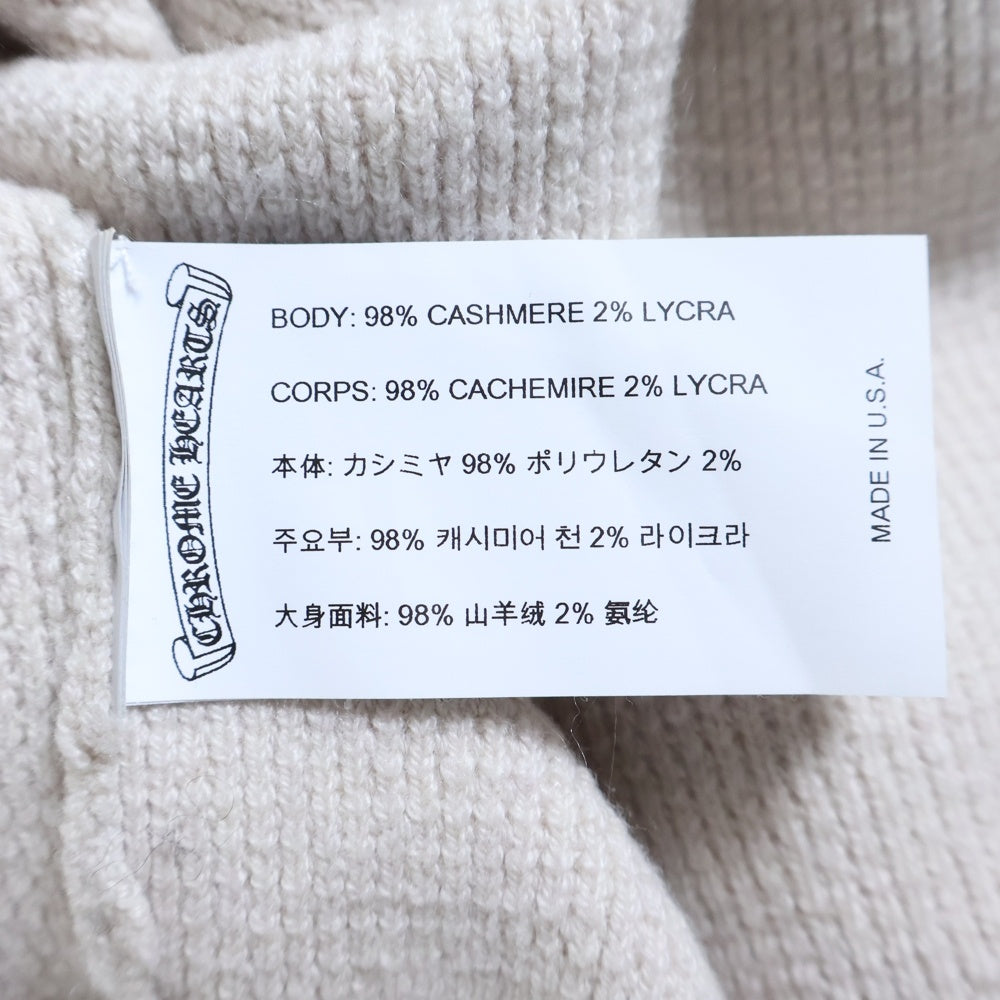 CHROME HEARTS
BODY: 98% CASHMERE 2% LYCRA
CORPS: 98% CACHEMIRE 2% LYCRA
本体: カシミヤ 98% ポリウレタン 2%
주요부: 98% 캐시미어 천 2% 라이크라
大身面料: 98% 山羊绒 2% 氨纶
MADE IN U.S.A.